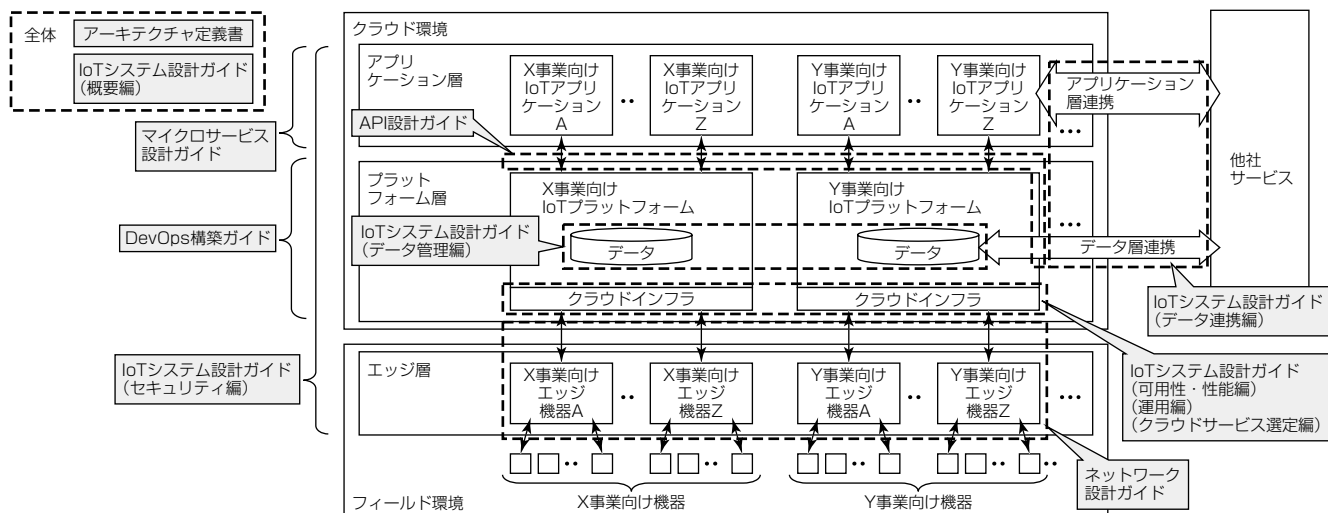 全体
アーキテクチャ定義書
IoTシステム設計ガイド
(概要編)
マイクロサービス
設計ガイド
DevOps構築ガイド
IoTシステム設計ガイド
(セキュリティ編)
クラウド環境
アプリ
ケーション層
X事業向け
IoTアプリ
ケーション
A
‥
X事業向け
IoTアプリ
ケーション
Z
Y事業向け
IoTアプリ
ケーション
A
‥
Y事業向け
IoTアプリ
ケーション
Z
…
アプリケーション
層連携
API設計ガイド
プラット
フォーム層
X事業向け
IoTプラットフォーム
Y事業向け
IoTプラットフォーム
…
他社
サービス
IoTシステム設計ガイド
(データ管理編)
データ
データ
データ層連携
クラウドインフラ
クラウドインフラ
IoTシステム設計ガイド
(データ連携編)
エッジ層
X事業向け
エッジ
機器A
‥
X事業向け
エッジ
機器Z
Y事業向け
エッジ
機器A
‥
Y事業向け
エッジ
機器Z
…
IoTシステム設計ガイド
(可用性・性能編)
(運用編)
(クラウドサービス選定編)
‥
‥
‥
‥
‥
フィールド環境
X事業向け機器
Y事業向け機器
ネットワーク
設計ガイド